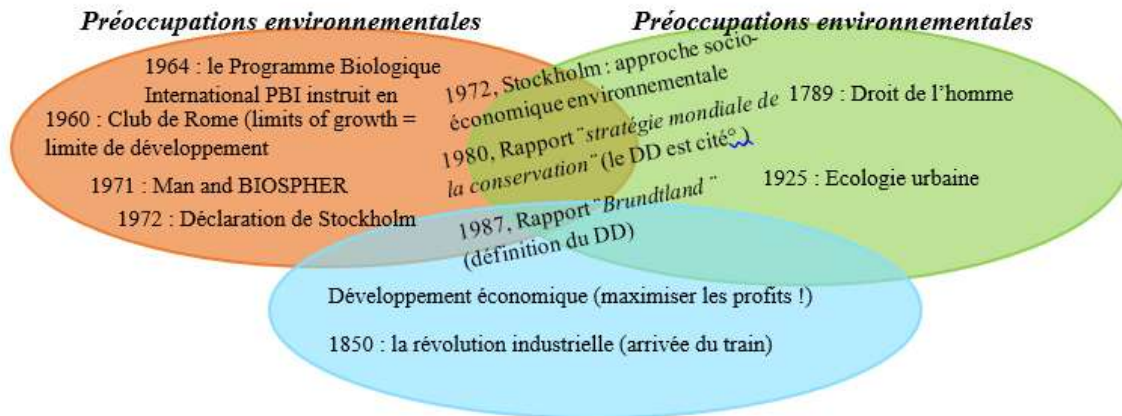 Préoccupations environnementales
Préoccupations environnementales
1964 : le Programme Biologique
International PBI instruit en
1960 : Club de Rome (limits of growth =
limite de développement
1971 : Man and BIOSPHER
1972 : Déclaration de Stockholm
1972, Stockholm : approche socio-
économique environnementale
1980, Rapport ¨stratégie mondiale de
la conservation¨ (le DD est cité°)
1987, Rapport ¨Brundtland¨
(définition du DD)
1789 : Droit de l’homme
1925 : Ecologie urbaine
Développement économique (maximiser les profits !)
1850 : la révolution industrielle (arrivée du train)